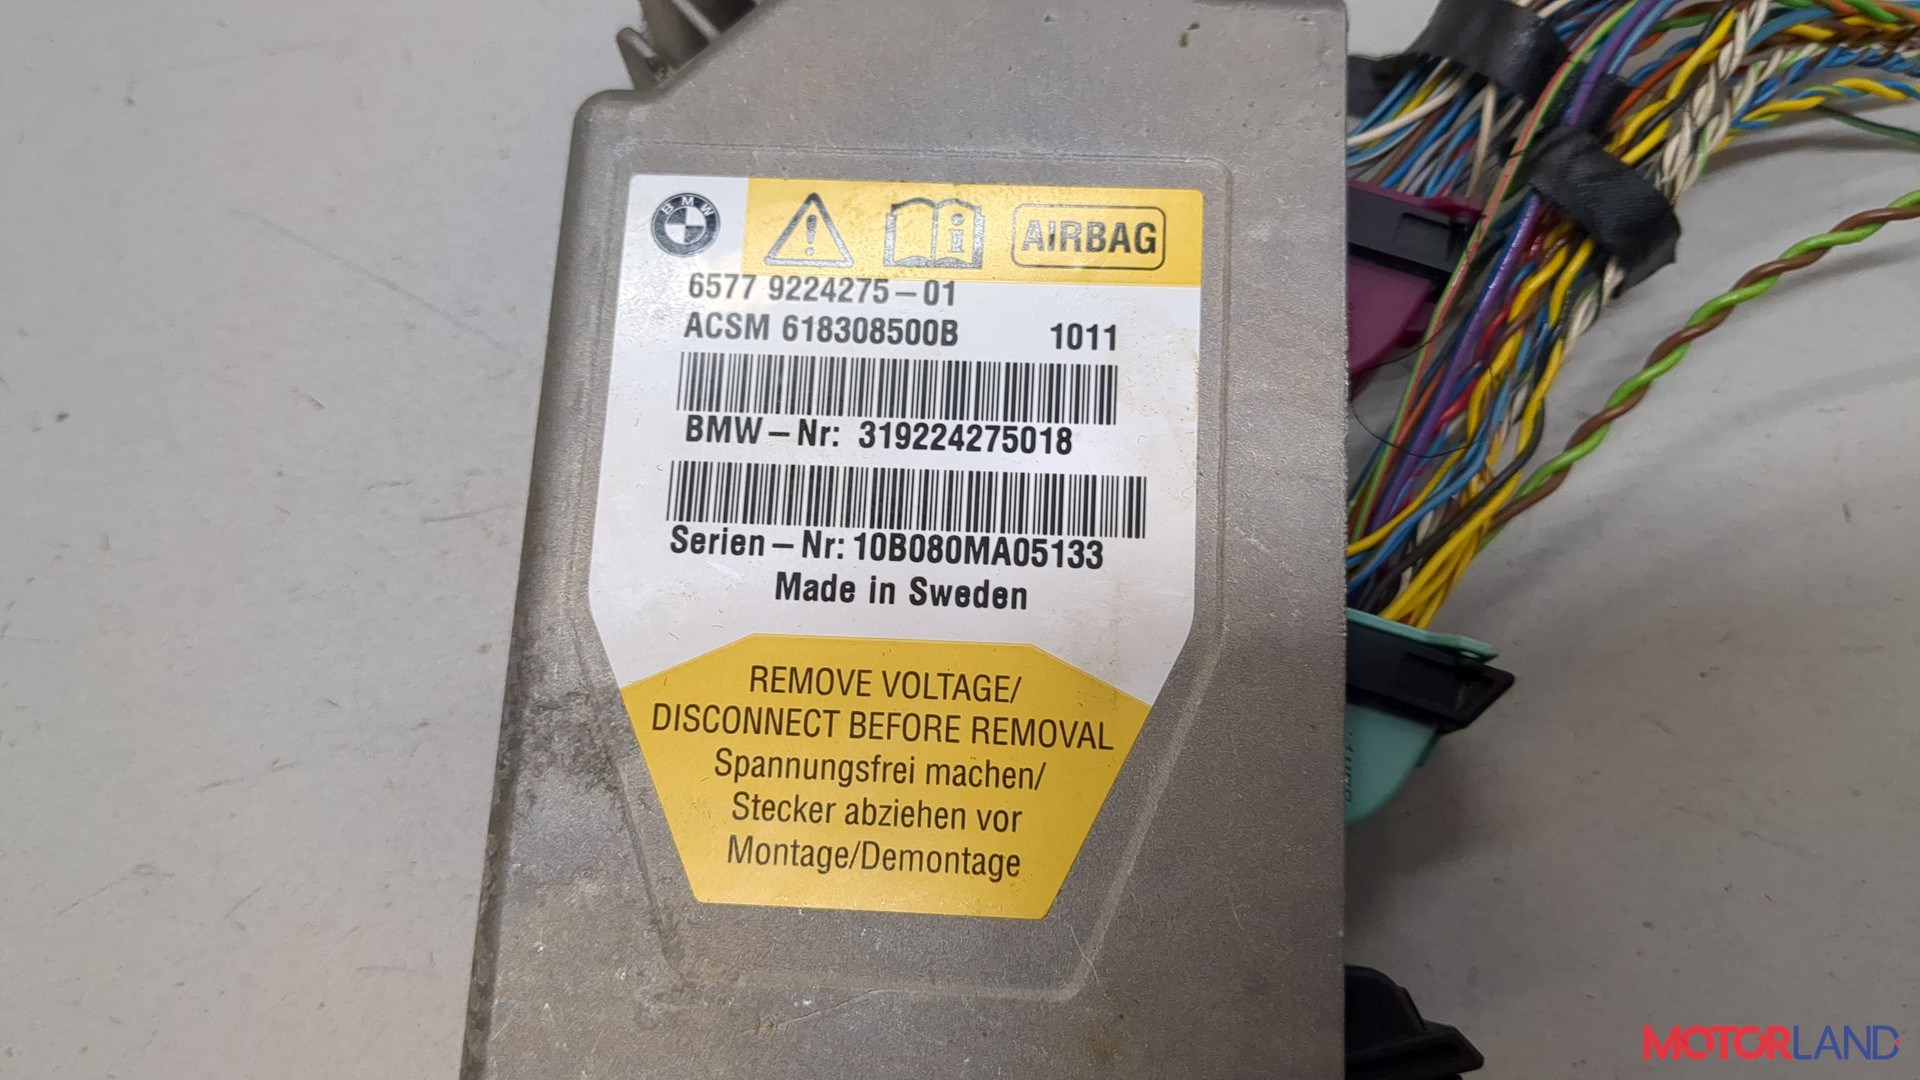 BMW
AIRBAG
6577 9224275-01
ACSM 618308500B 1011
BMW-Nr: 319224275018
Serien-Nr: 10B080MA05133
Made in Sweden
REMOVE VOLTAGE/
DISCONNECT BEFORE REMOVAL
Spannungsfrei machen/
Stecker abziehen vor
Montage/Demontage
MOTORLAND